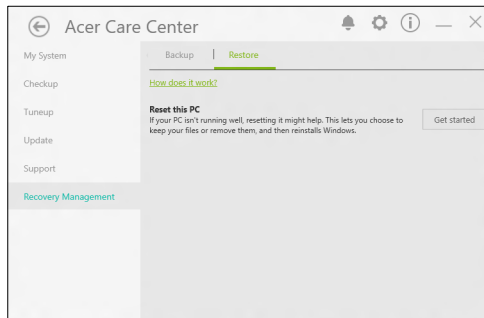 Acer Care Center
My System
Checkup
Tuneup
Update
Support
Recovery Management
Backup
Restore
How does it work?
Reset this PC
If your PC isn't running well, resetting it might help. This lets you choose to
keep your files or remove them, and then reinstalls Windows.
Get started